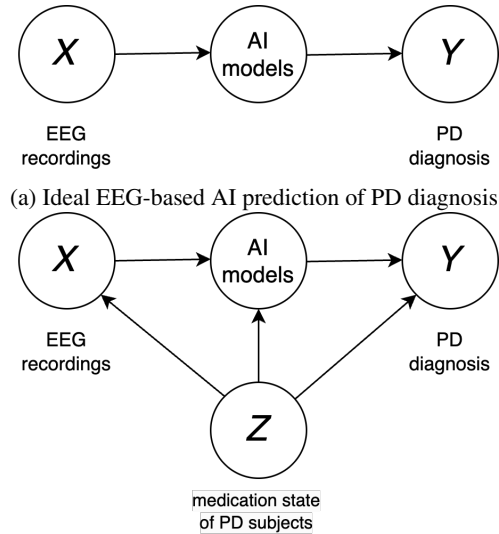 X
AI
models
Y
EEG
recordings
PD
diagnosis
(a) Ideal EEG-based AI prediction of PD diagnosis
X
AI
models
Y
EEG
recordings
PD
diagnosis
Z
medication state
of PD subjects